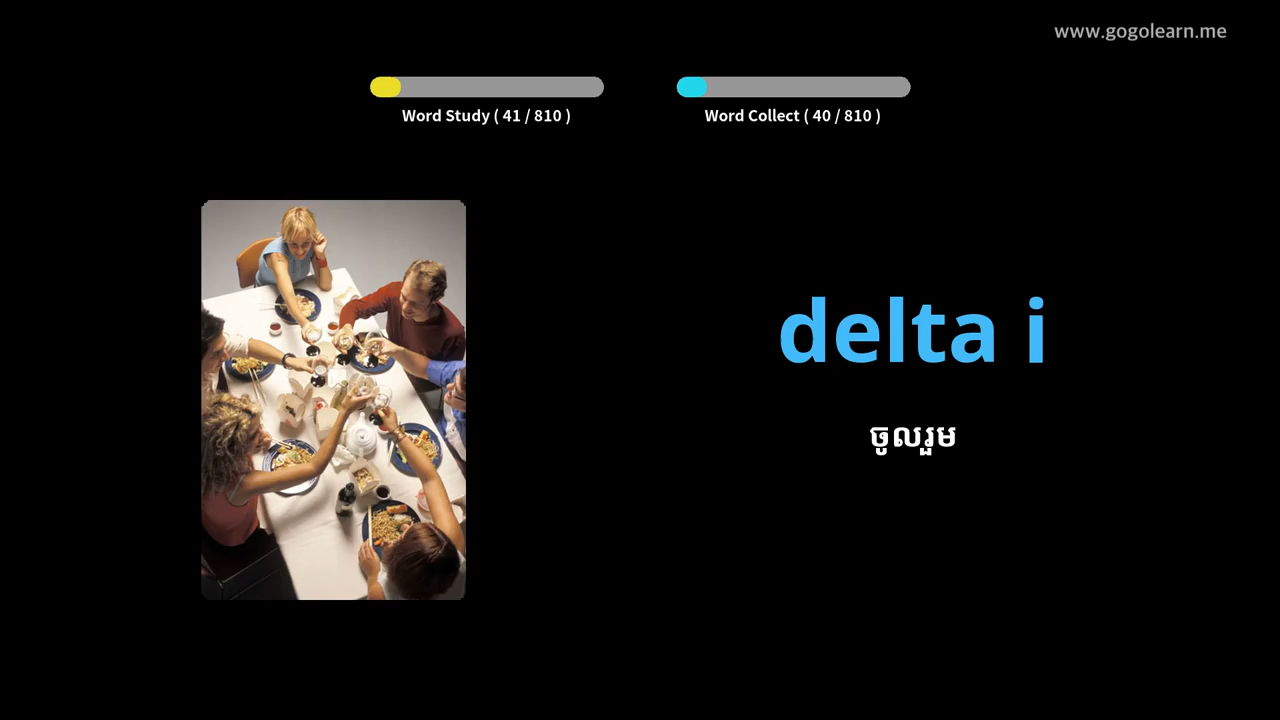 www.gogolearn.me
Word Study ( 41 / 810 )
Word Collect ( 40 / 810 )
delta i
ចូលរួម